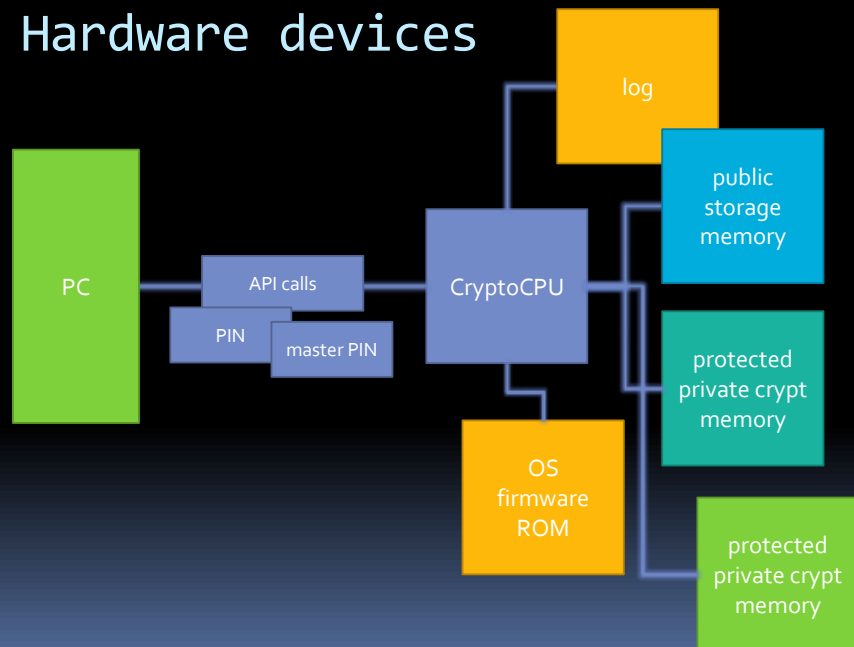 Hardware devices
log
public
storage
memory
PC
API calls
CryptoCPU
PIN
master PIN
protected
private crypt
memory
OS
firmware
ROM
protected
private crypt
memory